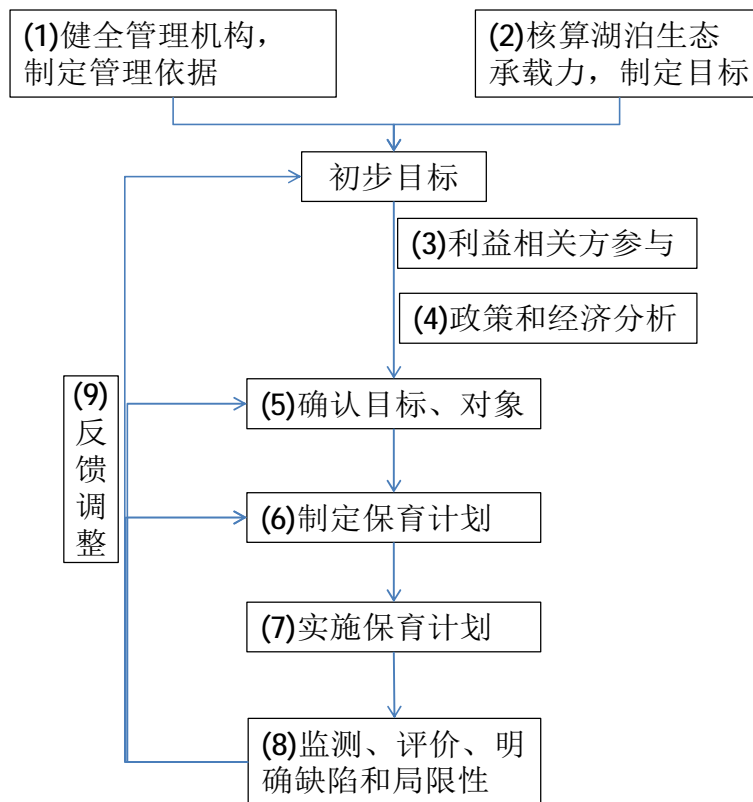 (1)健全管理机构，
制定管理依据
(2)核算湖泊生态
承载力，制定目标
初步目标
(3)利益相关方参与
(4)政策和经济分析
(9)
反
馈
调
整
(5)确认目标、对象
(6)制定保育计划
(7)实施保育计划
(8)监测、评价、明
确缺陷和局限性